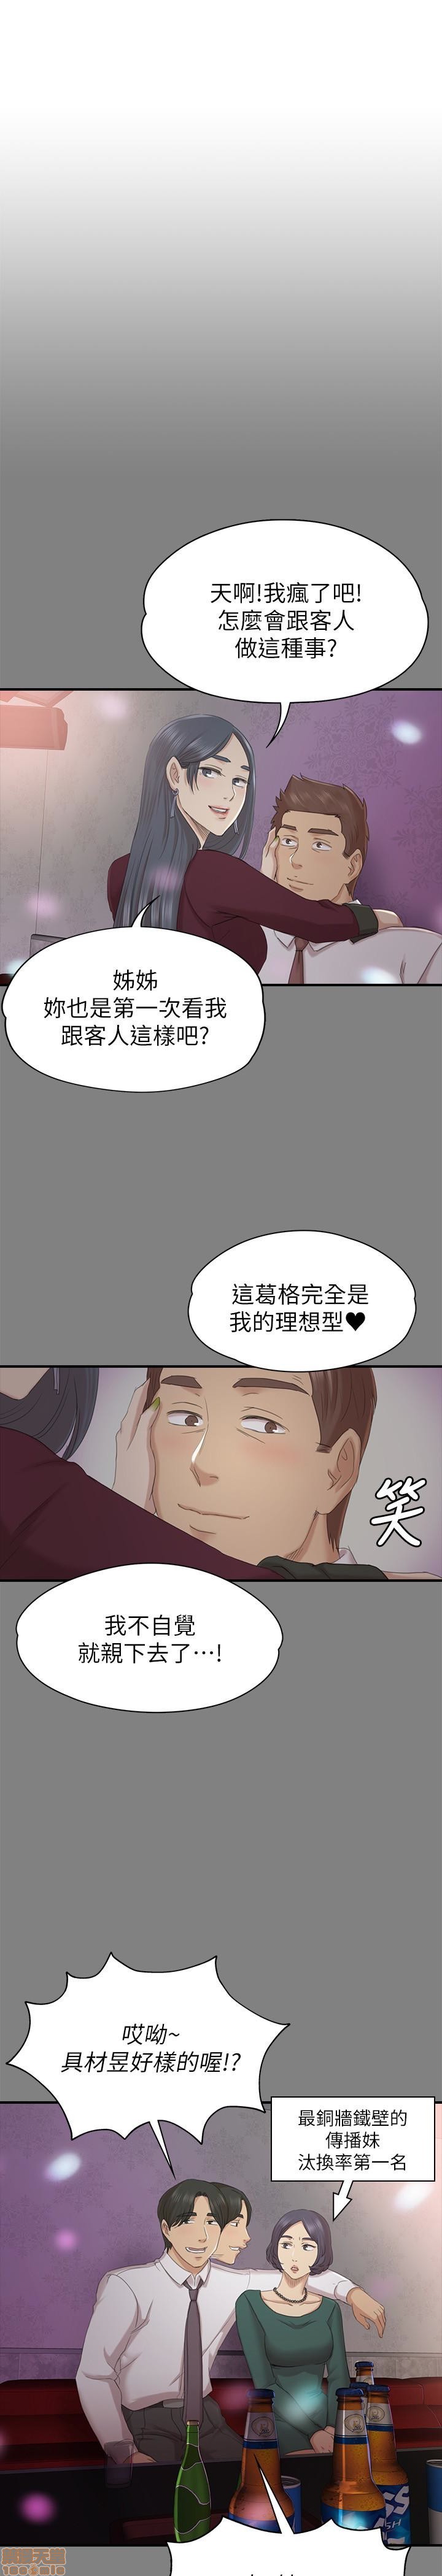 天啊!我瘋了吧!
怎麼會跟客人
做這種事?
姊姊
妳也是第一次看我
跟客人這樣吧?
這葛格完全是
我的理想型♥
笑
我不自覺
就親下去了…!
哎呦~
具材昱好樣的喔!?
最銅牆鐵壁的
傳播妹
汰換率第一名